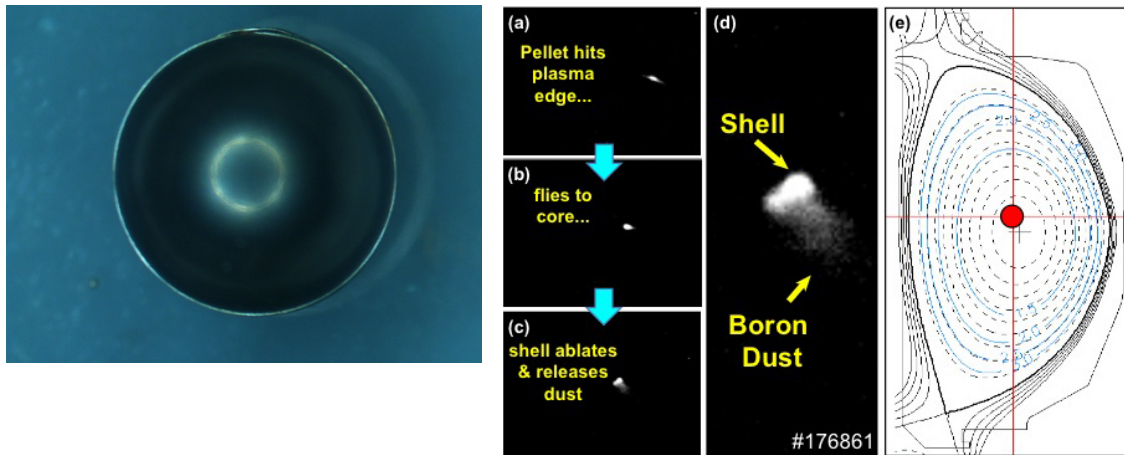 (a)
Pellet hits
plasma
edge...
(b)
flies to
core...
(c)
shell ablates
& releases
dust
(d)
Shell
Boron
Dust
#176861
(e)